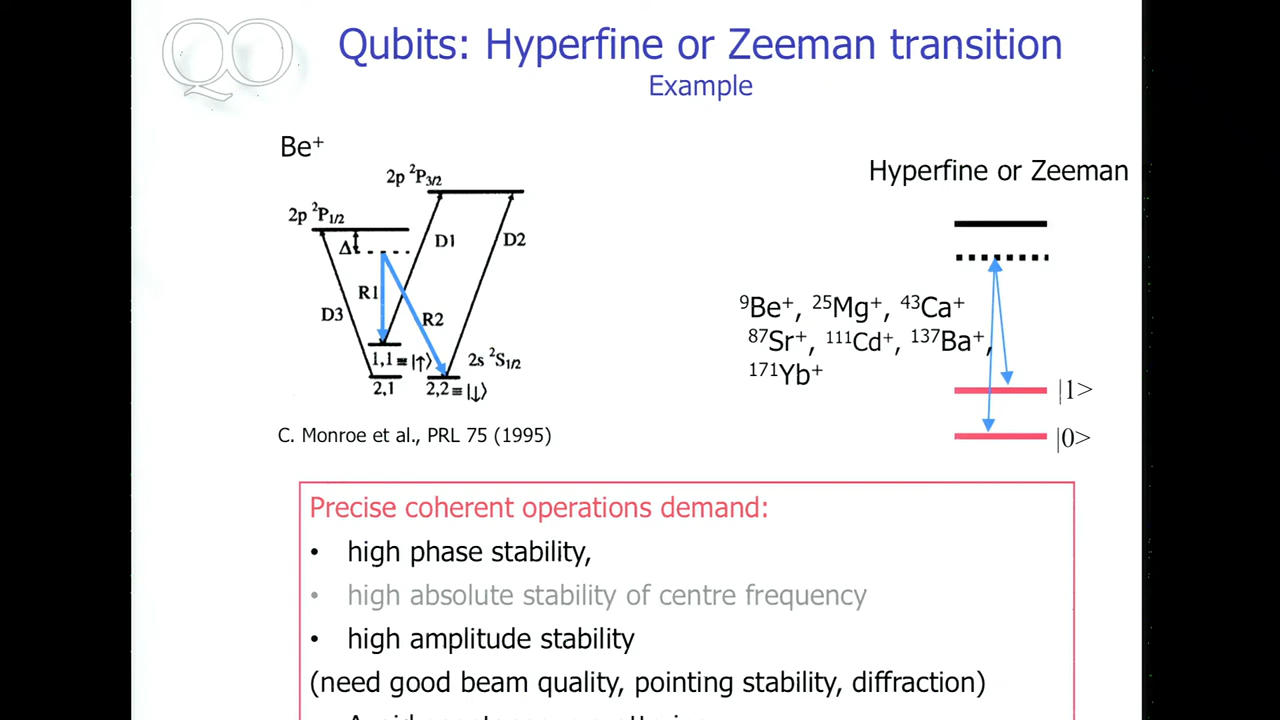 QO
Qubits: Hyperfine or Zeeman transition
Example
Be⁺
2p ²P₃/₂
2p ²P₁/₂
Δ
D1
D2
R1
D3
R2
1,1 ≡ |↑⟩
2s ²S₁/₂
2,1
2,2 ≡ |↓⟩
C. Monroe et al., PRL 75 (1995)
Hyperfine or Zeeman
⁹Be⁺, ²⁵Mg⁺, ⁴³Ca⁺
⁸⁷Sr⁺, ¹¹¹Cd⁺, ¹³⁷Ba⁺,
¹⁷¹Yb⁺
|1>
|0>
Precise coherent operations demand:
• high phase stability,
• high absolute stability of centre frequency
• high amplitude stability
(need good beam quality, pointing stability, diffraction)